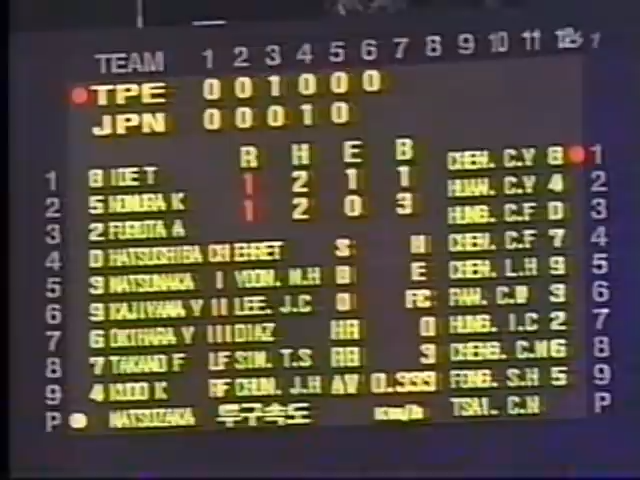 TEAM 1 2 3 4 5 6 7 8 9 10 11 12
TPE 0 0 1 0 0 0
JPN 0 0 0 1 0
R H E B
1 2 1 1
1 2 0 3
1 8 IDE T CHEN. C.Y 8 1
2 5 NOMURA K HUAN. C.Y 4 2
3 2 FURUTA A HUNG. C.F D 3
4 D MATSUSHIBA CH EHRET S H CHEN. C.F 7 4
5 3 MATSUNAKA I YOON. M.H B E CHEN. L.H 9 5
6 9 KAJIYAMA Y II LEE. J.C O FC PAN. C.W 3 6
7 6 OKIHARA Y III DIAZ HR 0 HUNG. I.C 2 7
8 7 TAKANO F LF SIN. T.S RB 3 CHENG. C.M 6 8
9 4 KUDO K RF CHUN. J.H AV 0.333 FONG. S.H 5 9
P MATSUZAKA 투구속도 Km/h TSAI. C.N P